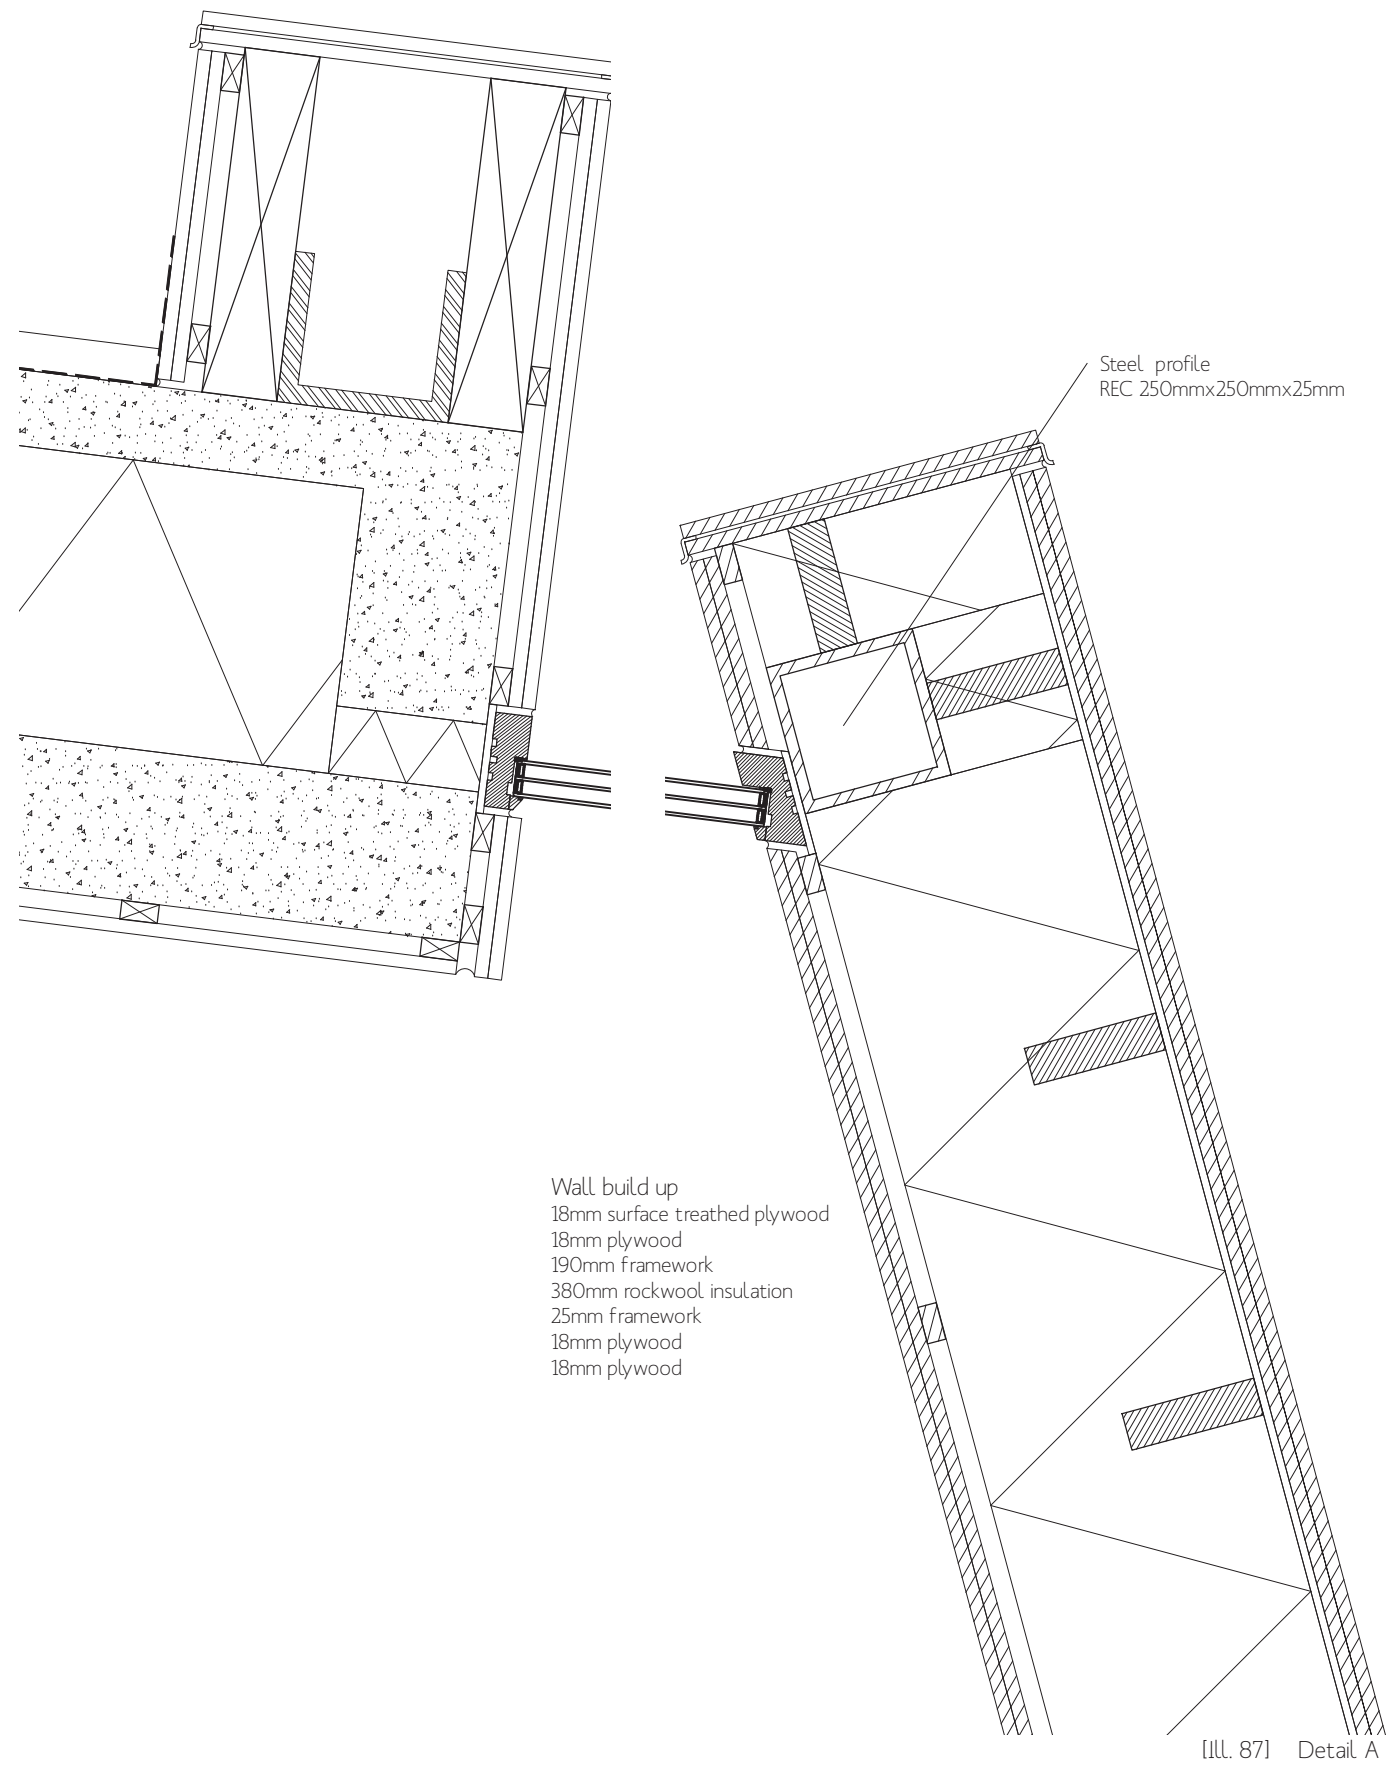 Steel profile
REC 250mmx250mmx25mm
Wall build up
18mm surface treathed plywood
18mm plywood
190mm framework
380mm rockwool insulation
25mm framework
18mm plywood
18mm plywood
[Ill. 87] Detail A